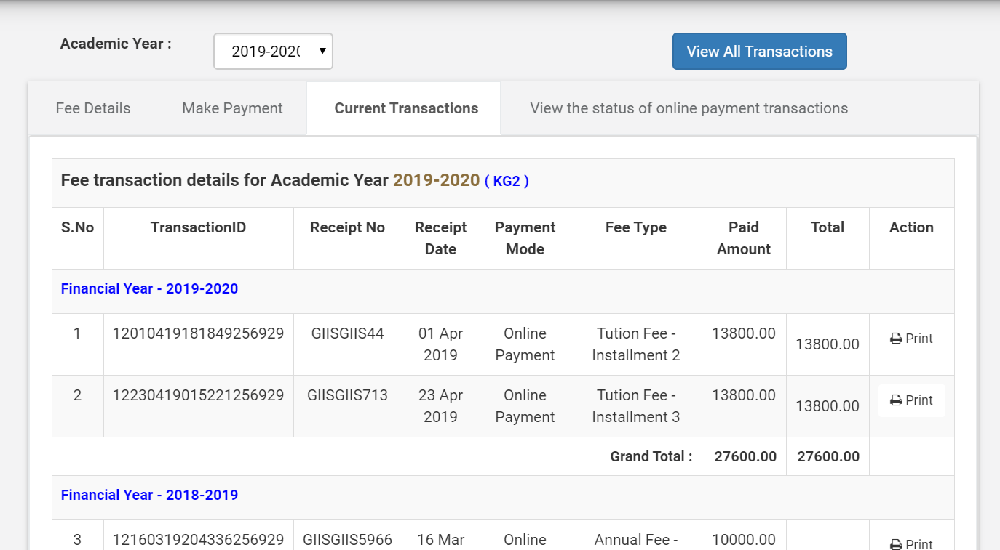 Academic Year :
2019-2020
View All Transactions
Fee Details
Make Payment
Current Transactions
View the status of online payment transactions
Fee transaction details for Academic Year 2019-2020 ( KG2 )
S.No
TransactionID
Receipt No
Receipt
Date
Payment
Mode
Fee Type
Paid
Amount
Total
Action
Financial Year - 2019-2020
1
12010419181849256929
GIISGIIS44
01 Apr
2019
Online
Payment
Tution Fee -
Installment 2
13800.00
13800.00
Print
2
12230419015221256929
GIISGIIS713
23 Apr
2019
Online
Payment
Tution Fee -
Installment 3
13800.00
13800.00
Print
Grand Total :
27600.00
27600.00
Financial Year - 2018-2019
3
12160319204336256929
GIISGIIS5966
16 Mar
Online
Annual Fee -
10000.00
Print